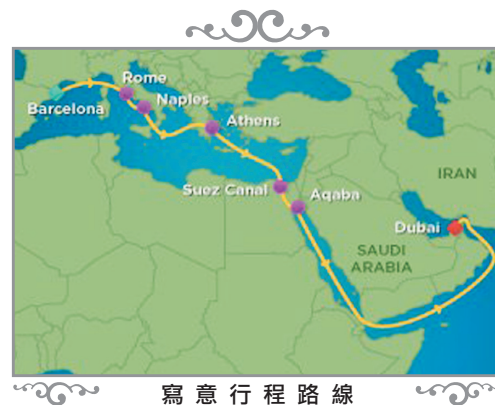 Rome
Naples
Barcelona
Athens
IRAN
Suez Canal
Aqaba
Dubai
SAUDI
ARABIA
寫意行程路線